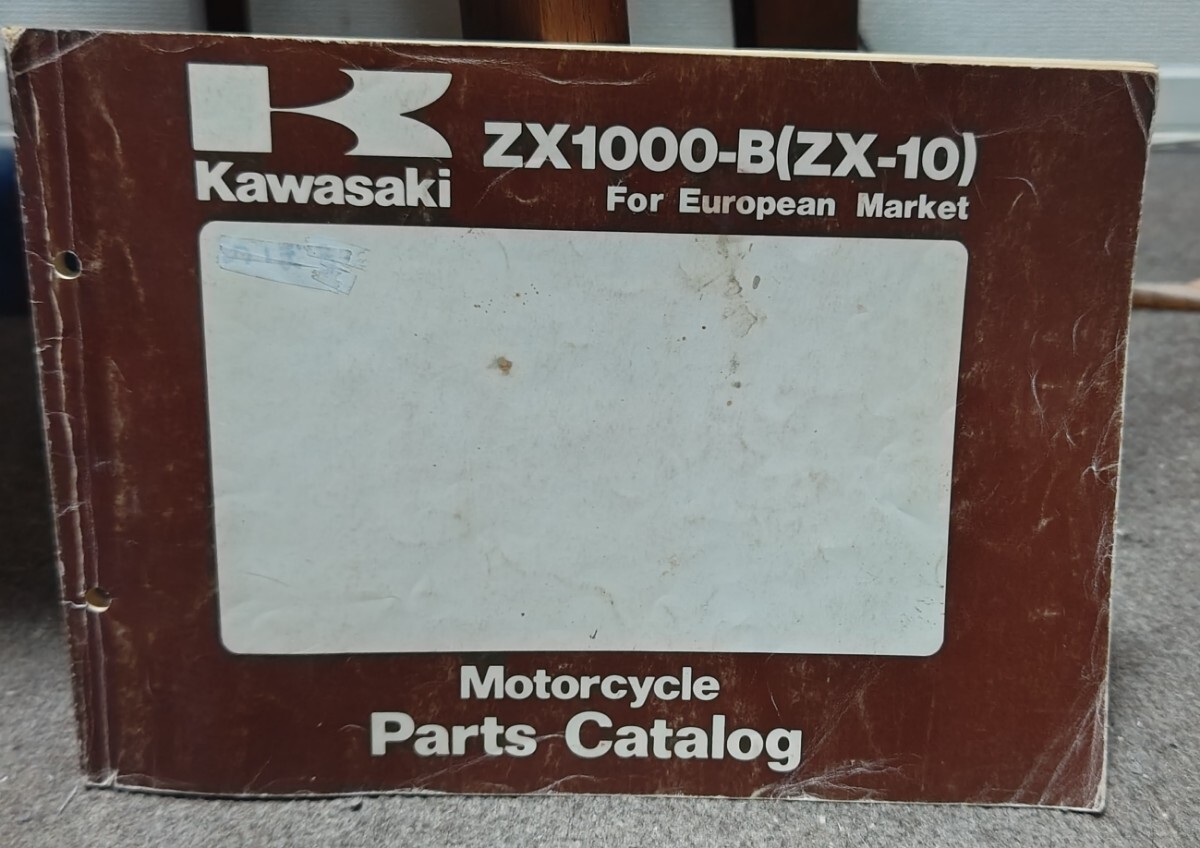 Kawasaki
ZX1000-B(ZX-10)
For European Market
Motorcycle
Parts Catalog